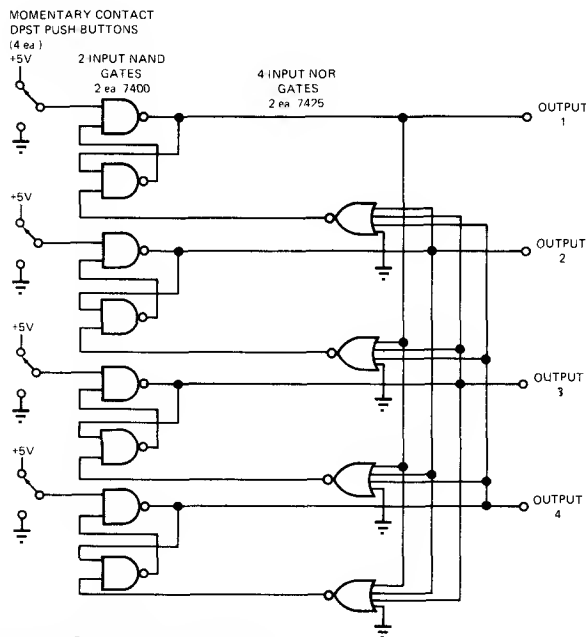 MOMENTARY CONTACT
DPST PUSH BUTTONS
(4 ea)
+5V
2-INPUT NAND
GATES
2 ea 7400
4-INPUT NOR
GATES
2 ea 7425
OUTPUT
1
+5V
OUTPUT
2
+5V
OUTPUT
3
+5V
OUTPUT
4